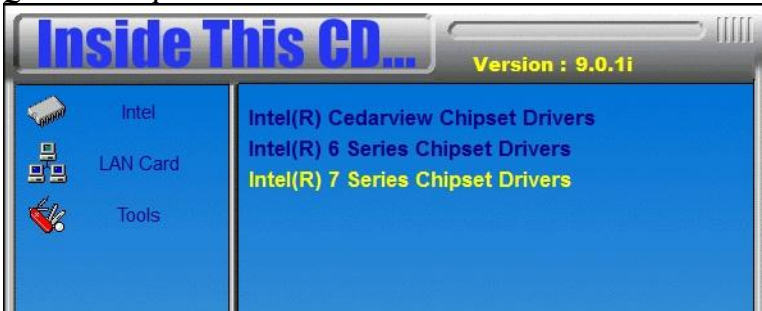 Inside This CD...
Version : 9.0.1i
Intel
LAN Card
Tools
Intel(R) Cedarview Chipset Drivers
Intel(R) 6 Series Chipset Drivers
Intel(R) 7 Series Chipset Drivers